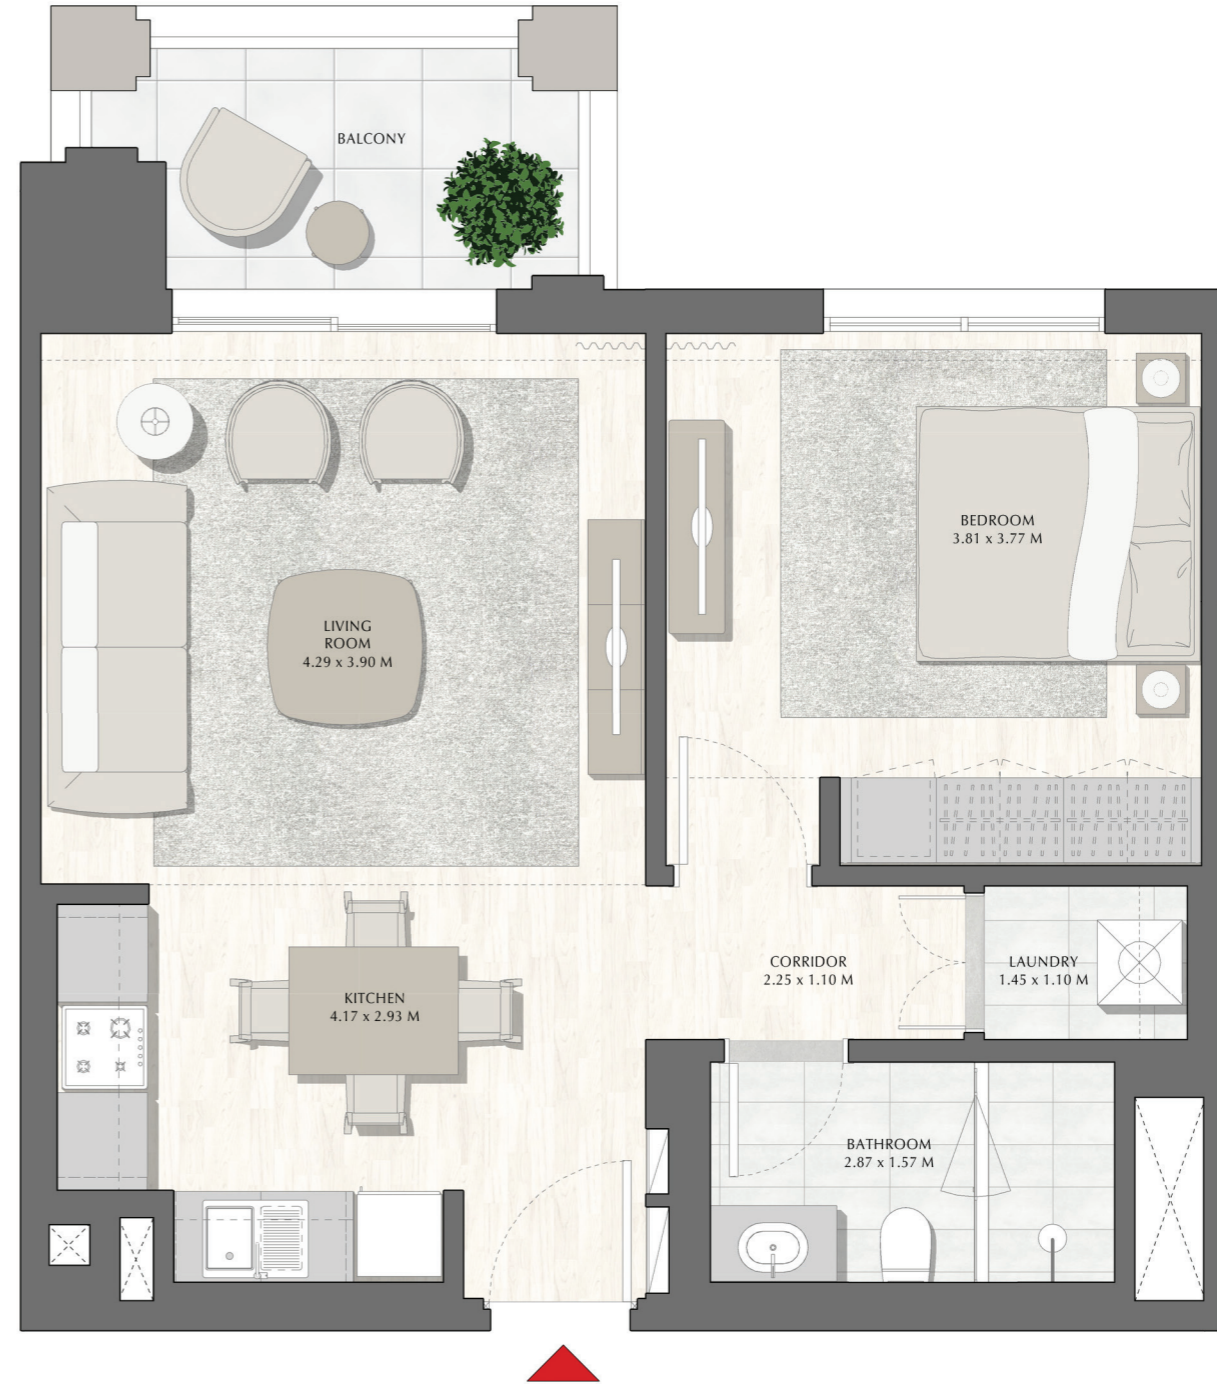 BALCONY
BEDROOM
3.81 x 3.77 M
LIVING
ROOM
4.29 x 3.90 M
CORRIDOR
2.25 x 1.10 M
LAUNDRY
1.45 x 1.10 M
KITCHEN
4.17 x 2.93 M
BATHROOM
2.87 x 1.57 M